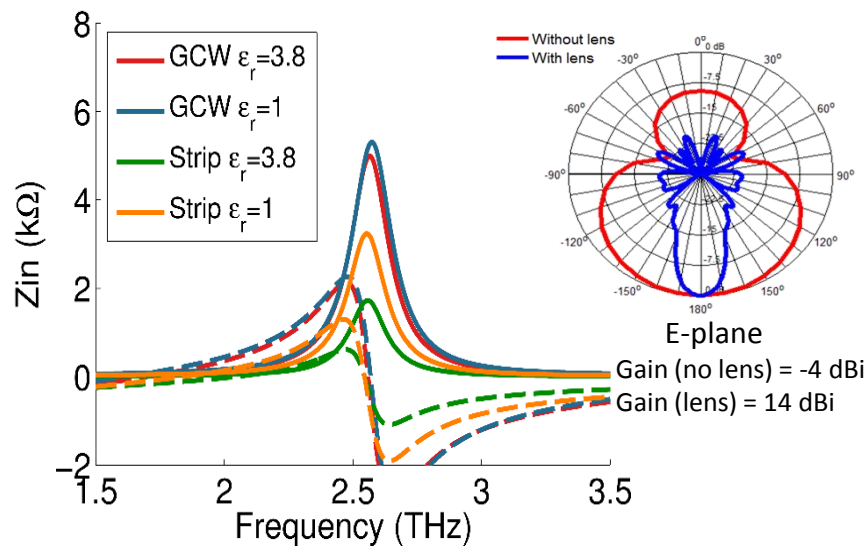 8
6
4
2
0
−2
Zin (kΩ)
GCW εr=3.8
GCW εr=1
Strip εr=3.8
Strip εr=1
1.5
2
2.5
3
3.5
Frequency (THz)
Without lens
With lens
0°
0 dB
-7.5
-15
-30°
30°
-60°
60°
-90°
90°
-15
-7.5
-120°
120°
-150°
150°
180°
E-plane
Gain (no lens) = -4 dBi
Gain (lens) = 14 dBi